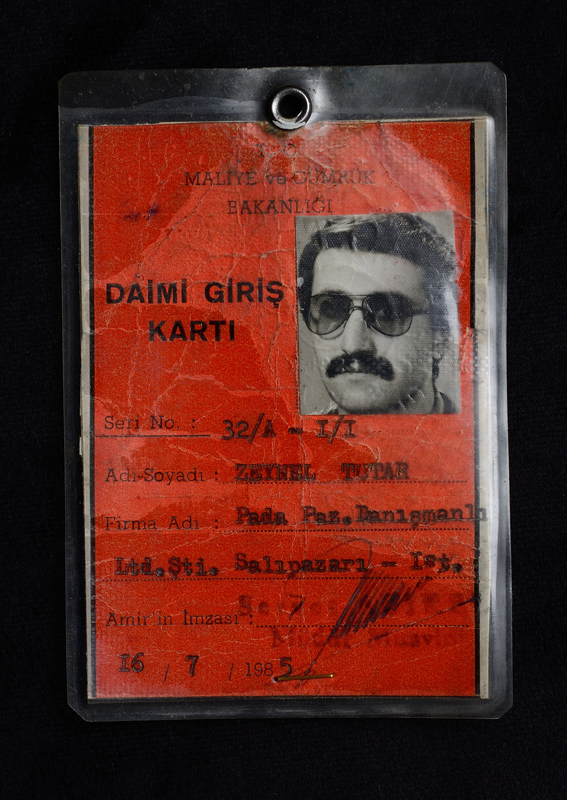 T. C.
MALİYE ve GÜMRÜK
BAKANLIĞI
DAİMİ GİRİŞ
KARTI
Seri No. : 32/A - I/I
Adı-Soyadı : ZEYNEL TUTAR
Firma Adı : Pada Paz.Danışmanlı
Ltd.Şti. Salıpazarı - Ist.
Amir'in İmzası :
16 / 7 / 1985